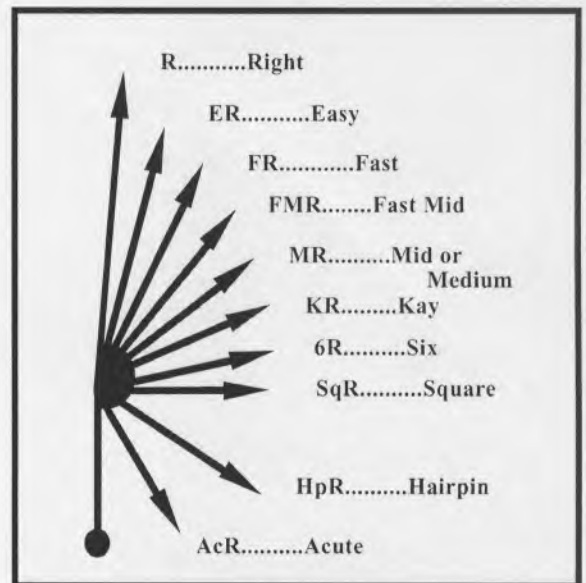 R...........Right
ER...........Easy
FR............Fast
FMR........Fast Mid
MR..........Mid or
Medium
KR.........Kay
6R..........Six
SqR..........Square
HpR..........Hairpin
AcR..........Acute